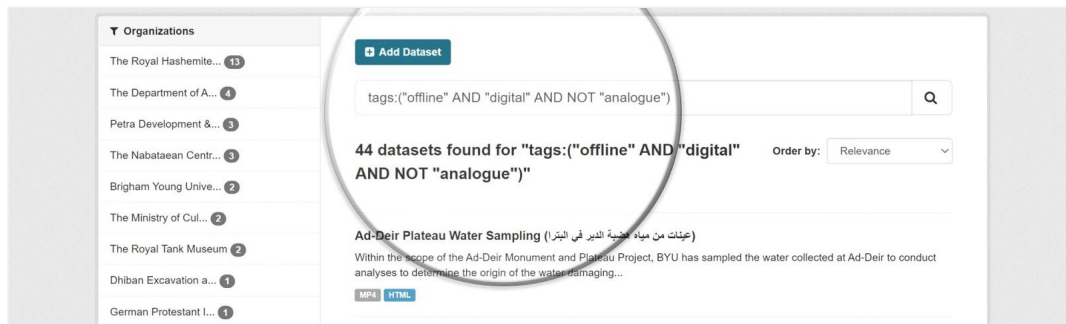 Organizations
The Royal Hashemite... 13
The Department of A... 4
Petra Development &... 3
The Nabataean Centr... 3
Brigham Young Unive... 2
The Ministry of Cul... 2
The Royal Tank Museum 2
Dhiban Excavation a... 1
German Protestant I... 1
Add Dataset
tags:("offline" AND "digital" AND NOT "analogue")
44 datasets found for "tags:("offline" AND "digital"
AND NOT "analogue")"
Order by: Relevance
Ad-Deir Plateau Water Sampling (عينات من مياه هضبة الدير في البترا)
Within the scope of the Ad-Deir Monument and Plateau Project, BYU has sampled the water collected at Ad-Deir to conduct
analyses to determine the origin of the water damaging...
MP4 HTML